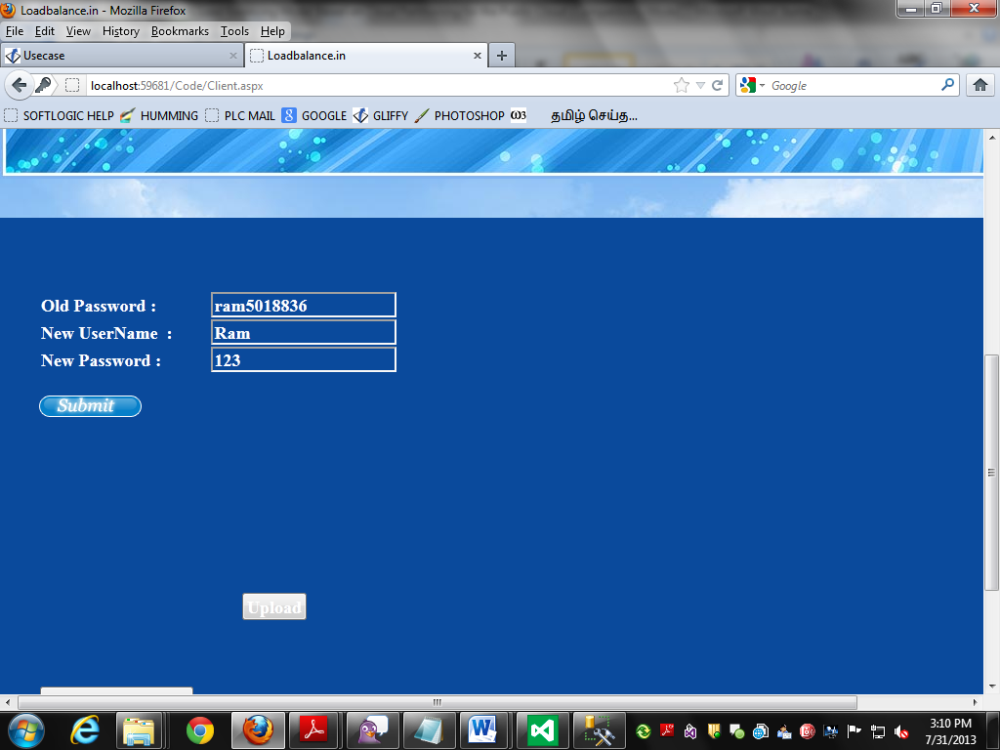 Loadbalance.in - Mozilla Firefox
File Edit View History Bookmarks Tools Help
Usecase Loadbalance.in
localhost:59681/Code/Client.aspx Google
SOFTLOGIC HELP HUMMING PLC MAIL GOOGLE GLIFFY PHOTOSHOP தமிழ் செய்த...
Old Password : ram5018836
New UserName : Ram
New Password : 123
Submit
Upload
3:10 PM
7/31/2013